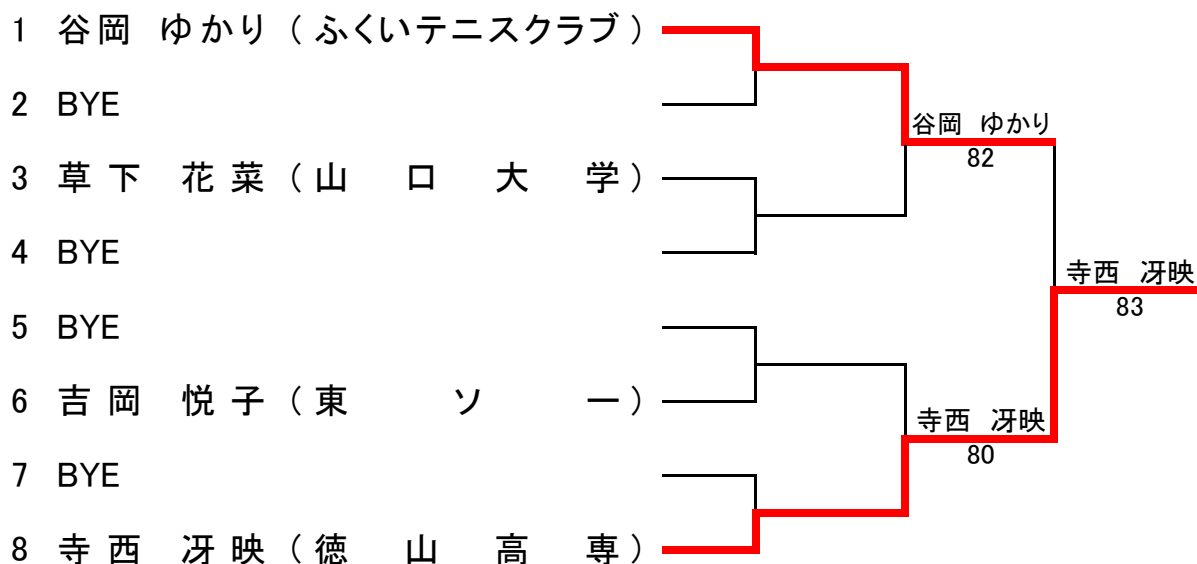 1 谷岡 ゆかり (ふくいテニスクラブ)
2 BYE
3 草下 花菜 (山口大学)
4 BYE
5 BYE
6 吉岡 悦子 (東ソー)
7 BYE
8 寺西 冴映 (徳山高専)
谷岡 ゆかり
82
寺西 冴映
80
寺西 冴映
83